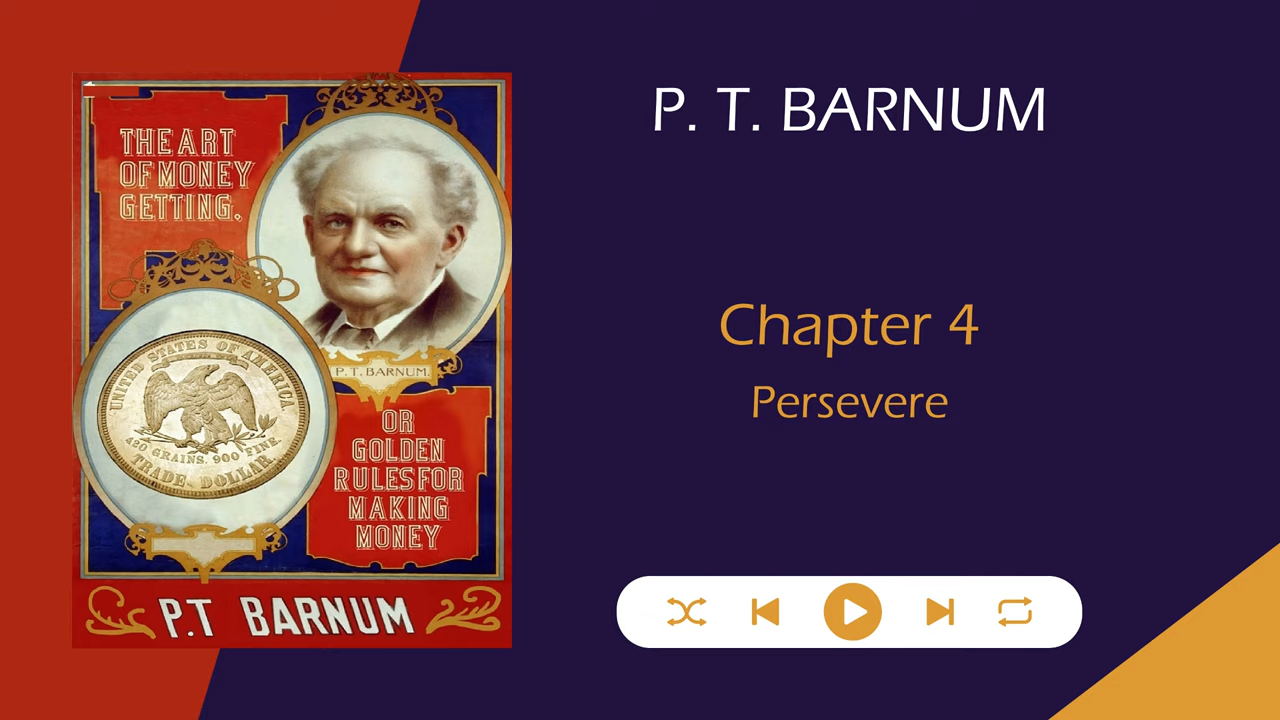 THE ART
OF MONEY
GETTING.
UNITED STATES OF AMERICA.
420 GRAINS. 900 FINE.
TRADE DOLLAR.
P. T. BARNUM.
OR
GOLDEN
RULES FOR
MAKING
MONEY
P.T BARNUM
P. T. BARNUM
Chapter 4
Persevere